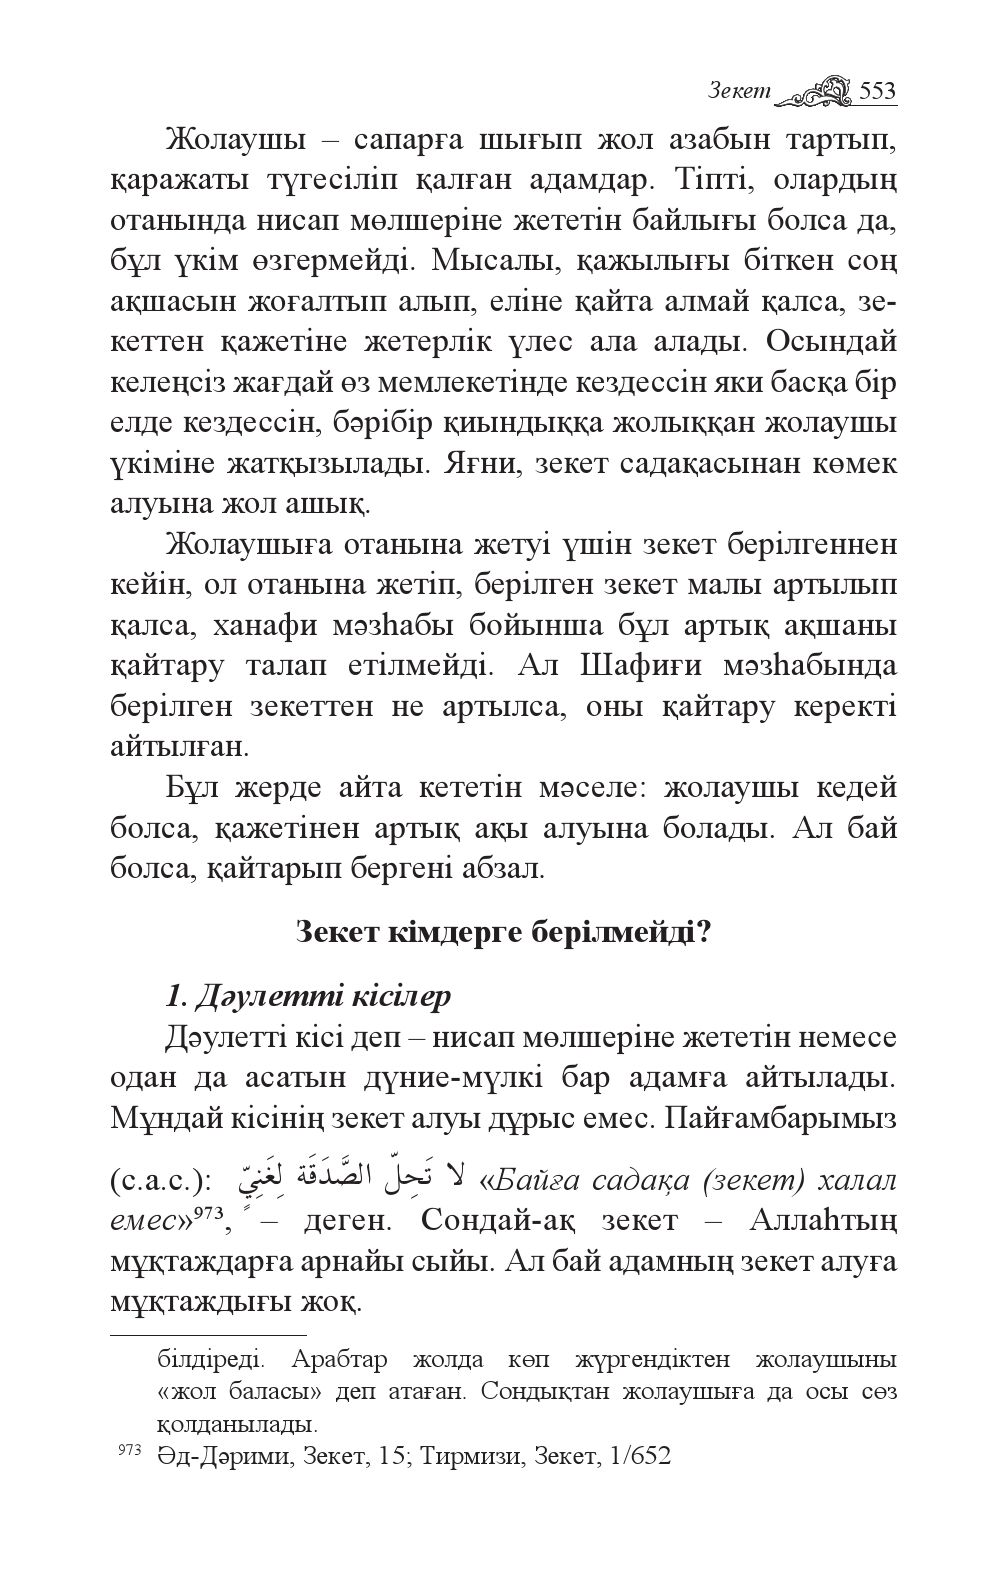 Зекет 553
Жолаушы – сапарға шығып жол азабын тартып,
қаражаты түгесіліп қалған адамдар. Тіпті, олардың
отанында нисап мөлшеріне жететін байлығы болса да,
бұл үкім өзгермейді. Мысалы, қажылығы біткен соң
ақшасын жоғалтып алып, еліне қайта алмай қалса, зе-
кеттен қажетіне жетерлік үлес ала алады. Осындай
келеңсіз жағдай өз мемлекетінде кездессін яки басқа бір
елде кездессін, бәрібір қиындыққа жолыққан жолаушы
үкіміне жатқызылады. Яғни, зекет садақасынан көмек
алуына жол ашық.
Жолаушыға отанына жетуі үшін зекет берілгеннен
кейін, ол отанына жетіп, берілген зекет малы артылып
қалса, ханафи мәзһабы бойынша бұл артық ақшаны
қайтару талап етілмейді. Ал Шафиғи мәзһабында
берілген зекеттен не артылса, оны қайтару керекті
айтылған.
Бұл жерде айта кететін мәселе: жолаушы кедей
болса, қажетінен артық ақы алуына болады. Ал бай
болса, қайтарып бергені абзал.
Зекет кімдерге берілмейді?
1. Дәулетті кісілер
Дәулетті кісі деп – нисап мөлшеріне жететін немесе
одан да асатын дүние-мүлкі бар адамға айтылады.
Мұндай кісінің зекет алуы дұрыс емес. Пайғамбарымыз
(с.а.с.): لا تَحِلّ الصَّدَقَة لِغَنِيٍّ «Байға садақа (зекет) халал
емес»973, – деген. Сондай-ақ зекет – Аллаһтың
мұқтаждарға арнайы сыйы. Ал бай адамның зекет алуға
мұқтаждығы жоқ.
білдіреді. Арабтар жолда көп жүргендіктен жолаушыны
«жол баласы» деп атаған. Сондықтан жолаушыға да осы сөз
қолданылады.
973 Әд-Дәрими, Зекет, 15; Тирмизи, Зекет, 1/652